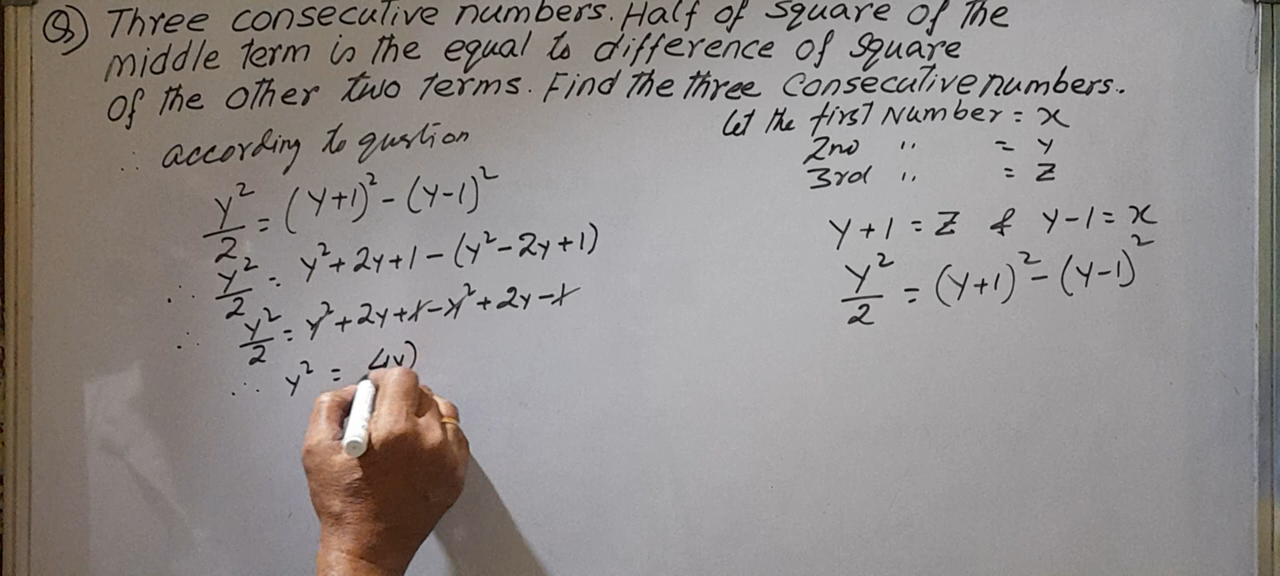 Q) Three consecutive numbers. Half of square of the
middle term is the equal to difference of square
of the other two terms. Find the three consecutive numbers.
∴ according to qustion
y²/2 = (y+1)² - (y-1)²
∴ y²/2 = y²+2y+1-(y²-2y+1)
∴ y²/2 = y²+2y+1-y²+2y-1
∴ y² = 4y)
Let the first Number = x
2nd '' = y
3rd '' = z
y+1 = z & y-1 = x
y²/2 = (y+1)² - (y-1)²